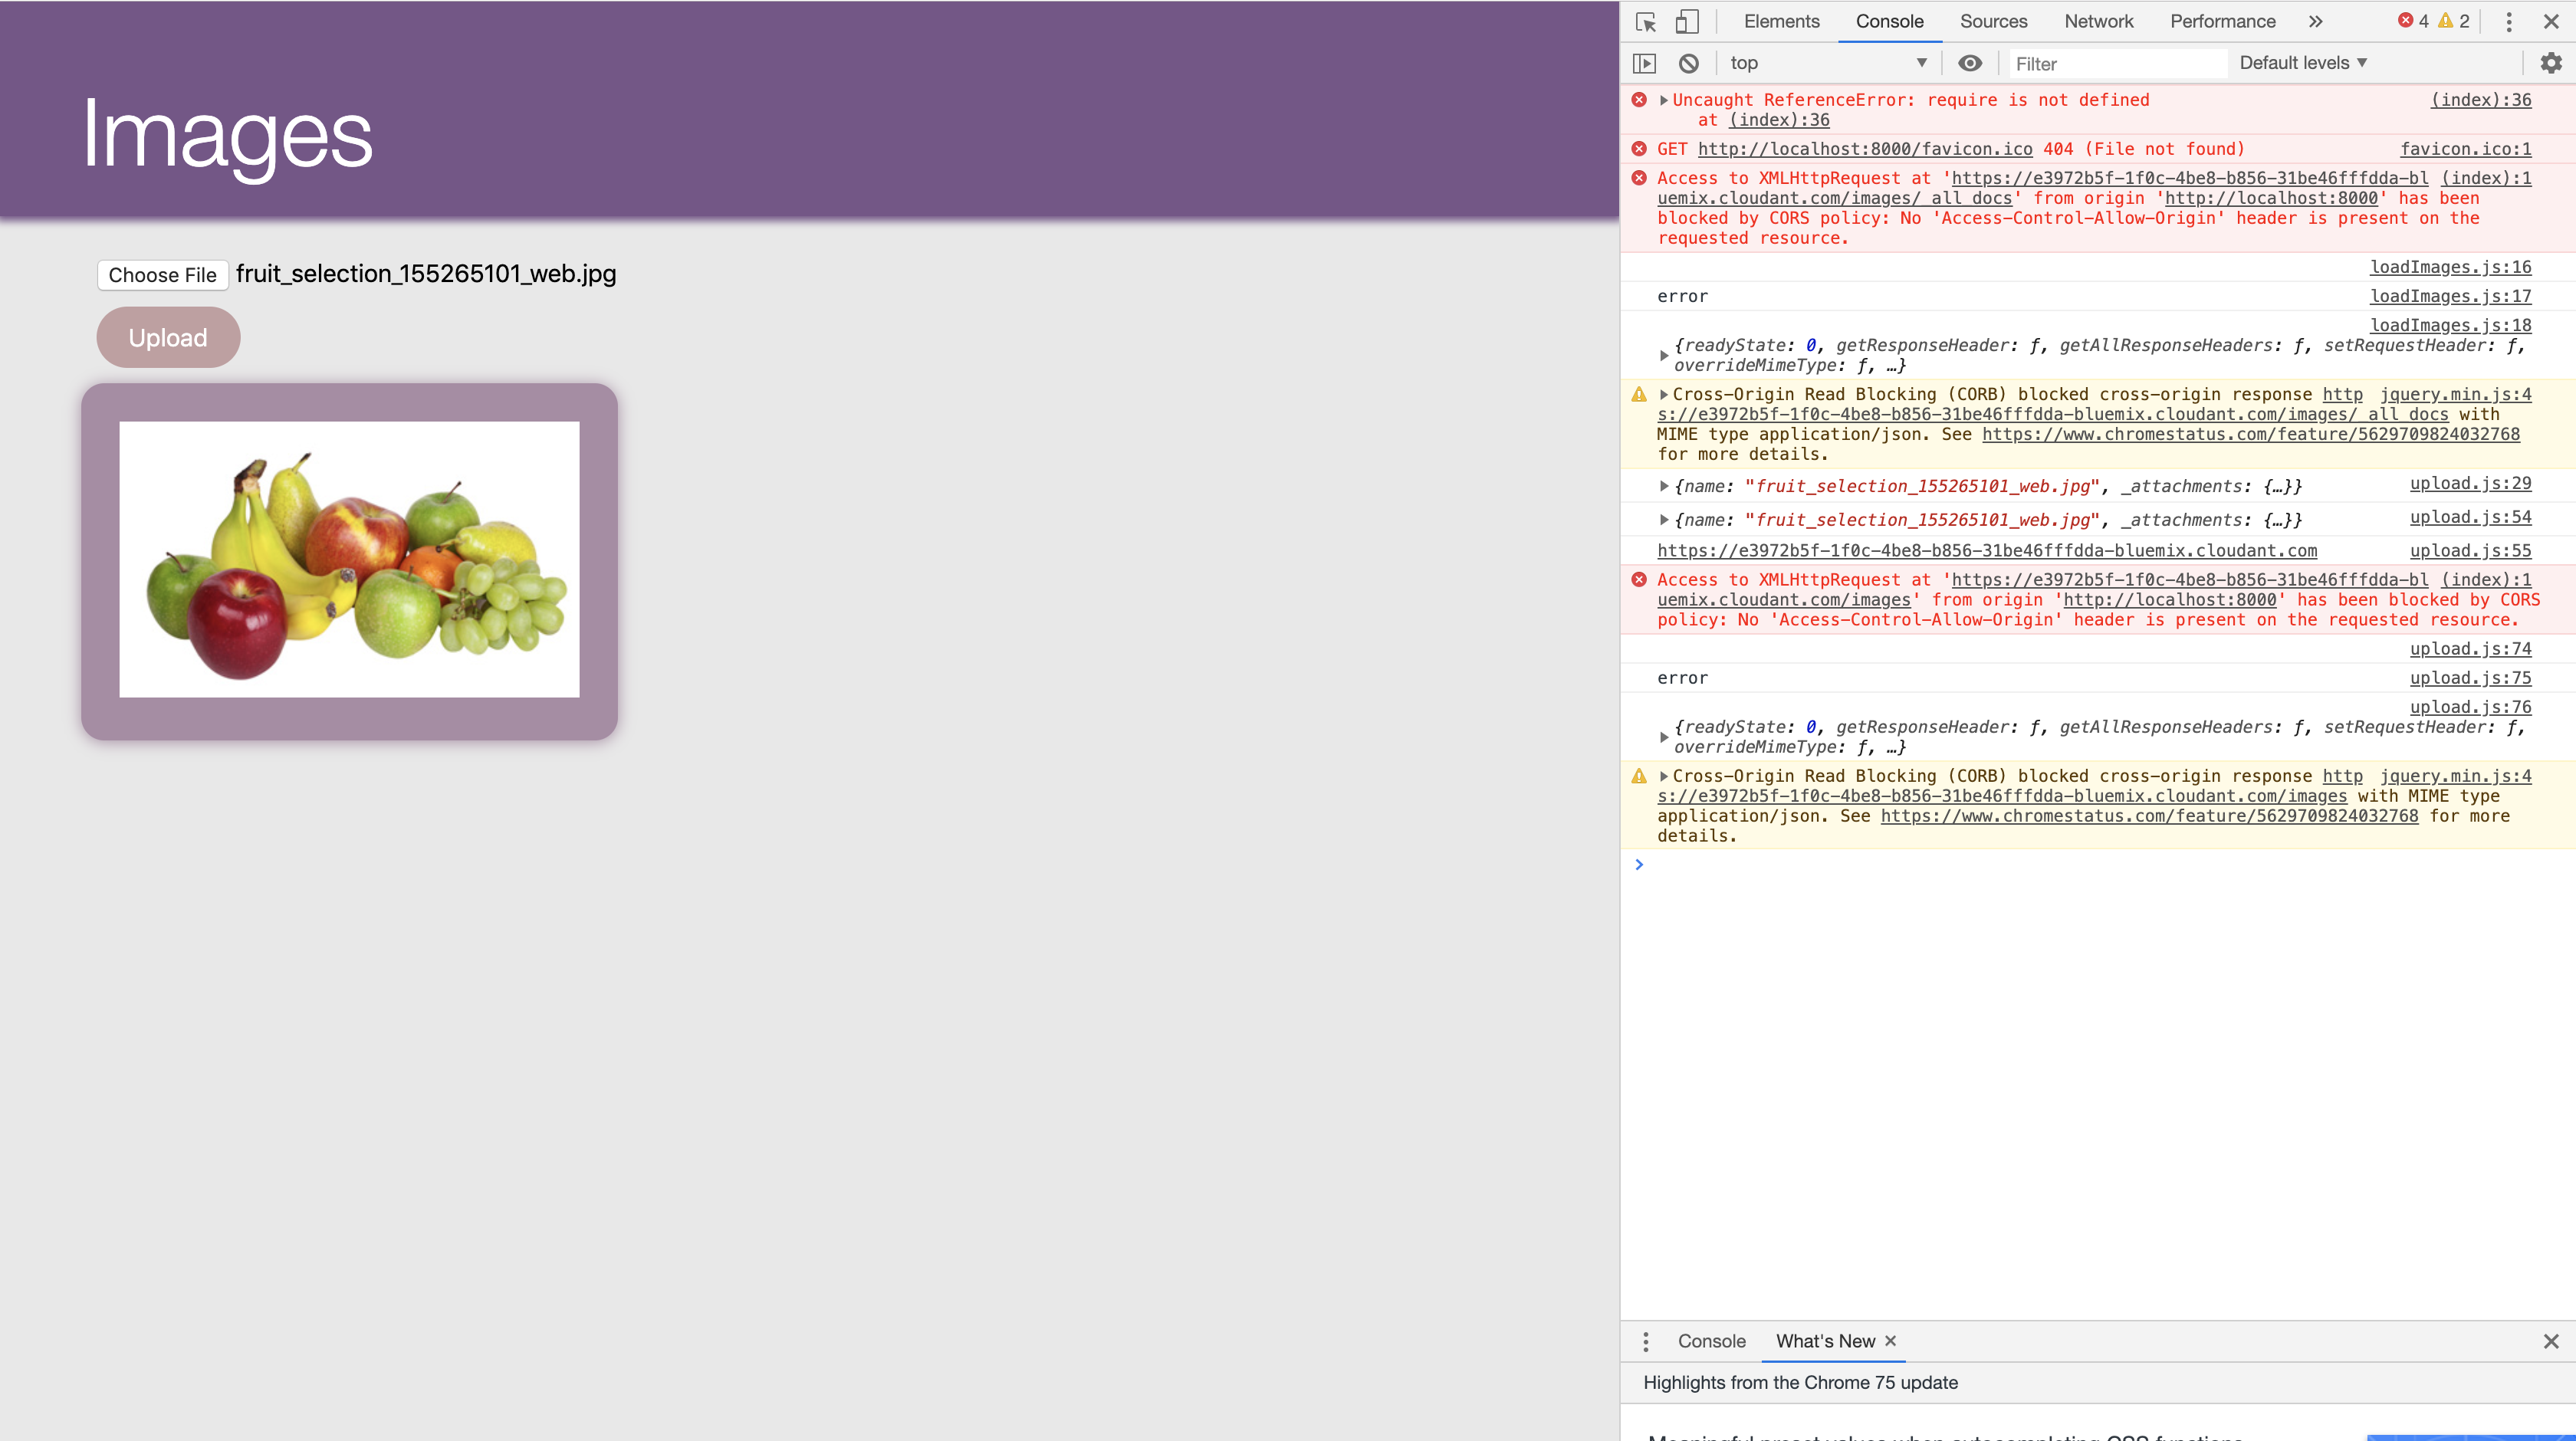 Images
Choose File fruit_selection_155265101_web.jpg
Upload
Elements Console Sources Network Performance » 4 2
top Filter Default levels
Uncaught ReferenceError: require is not defined (index):36
at (index):36
GET http://localhost:8000/favicon.ico 404 (File not found) favicon.ico:1
Access to XMLHttpRequest at 'https://e3972b5f-1f0c-4be8-b856-31be46fffdda-bl (index):1
uemix.cloudant.com/images/_all_docs' from origin 'http://localhost:8000' has been
blocked by CORS policy: No 'Access-Control-Allow-Origin' header is present on the
requested resource.
loadImages.js:16
error loadImages.js:17
loadImages.js:18
{readyState: 0, getResponseHeader: ƒ, getAllResponseHeaders: ƒ, setRequestHeader: ƒ,
overrideMimeType: ƒ, …}
Cross-Origin Read Blocking (CORB) blocked cross-origin response http jquery.min.js:4
s://e3972b5f-1f0c-4be8-b856-31be46fffdda-bluemix.cloudant.com/images/_all_docs with
MIME type application/json. See https://www.chromestatus.com/feature/5629709824032768
for more details.
{name: "fruit_selection_155265101_web.jpg", _attachments: {…}} upload.js:29
{name: "fruit_selection_155265101_web.jpg", _attachments: {…}} upload.js:54
https://e3972b5f-1f0c-4be8-b856-31be46fffdda-bluemix.cloudant.com upload.js:55
Access to XMLHttpRequest at 'https://e3972b5f-1f0c-4be8-b856-31be46fffdda-bl (index):1
uemix.cloudant.com/images' from origin 'http://localhost:8000' has been blocked by CORS
policy: No 'Access-Control-Allow-Origin' header is present on the requested resource.
upload.js:74
error upload.js:75
upload.js:76
{readyState: 0, getResponseHeader: ƒ, getAllResponseHeaders: ƒ, setRequestHeader: ƒ,
overrideMimeType: ƒ, …}
Cross-Origin Read Blocking (CORB) blocked cross-origin response http jquery.min.js:4
s://e3972b5f-1f0c-4be8-b856-31be46fffdda-bluemix.cloudant.com/images with MIME type
application/json. See https://www.chromestatus.com/feature/5629709824032768 for more
details.
Console What's New
Highlights from the Chrome 75 update